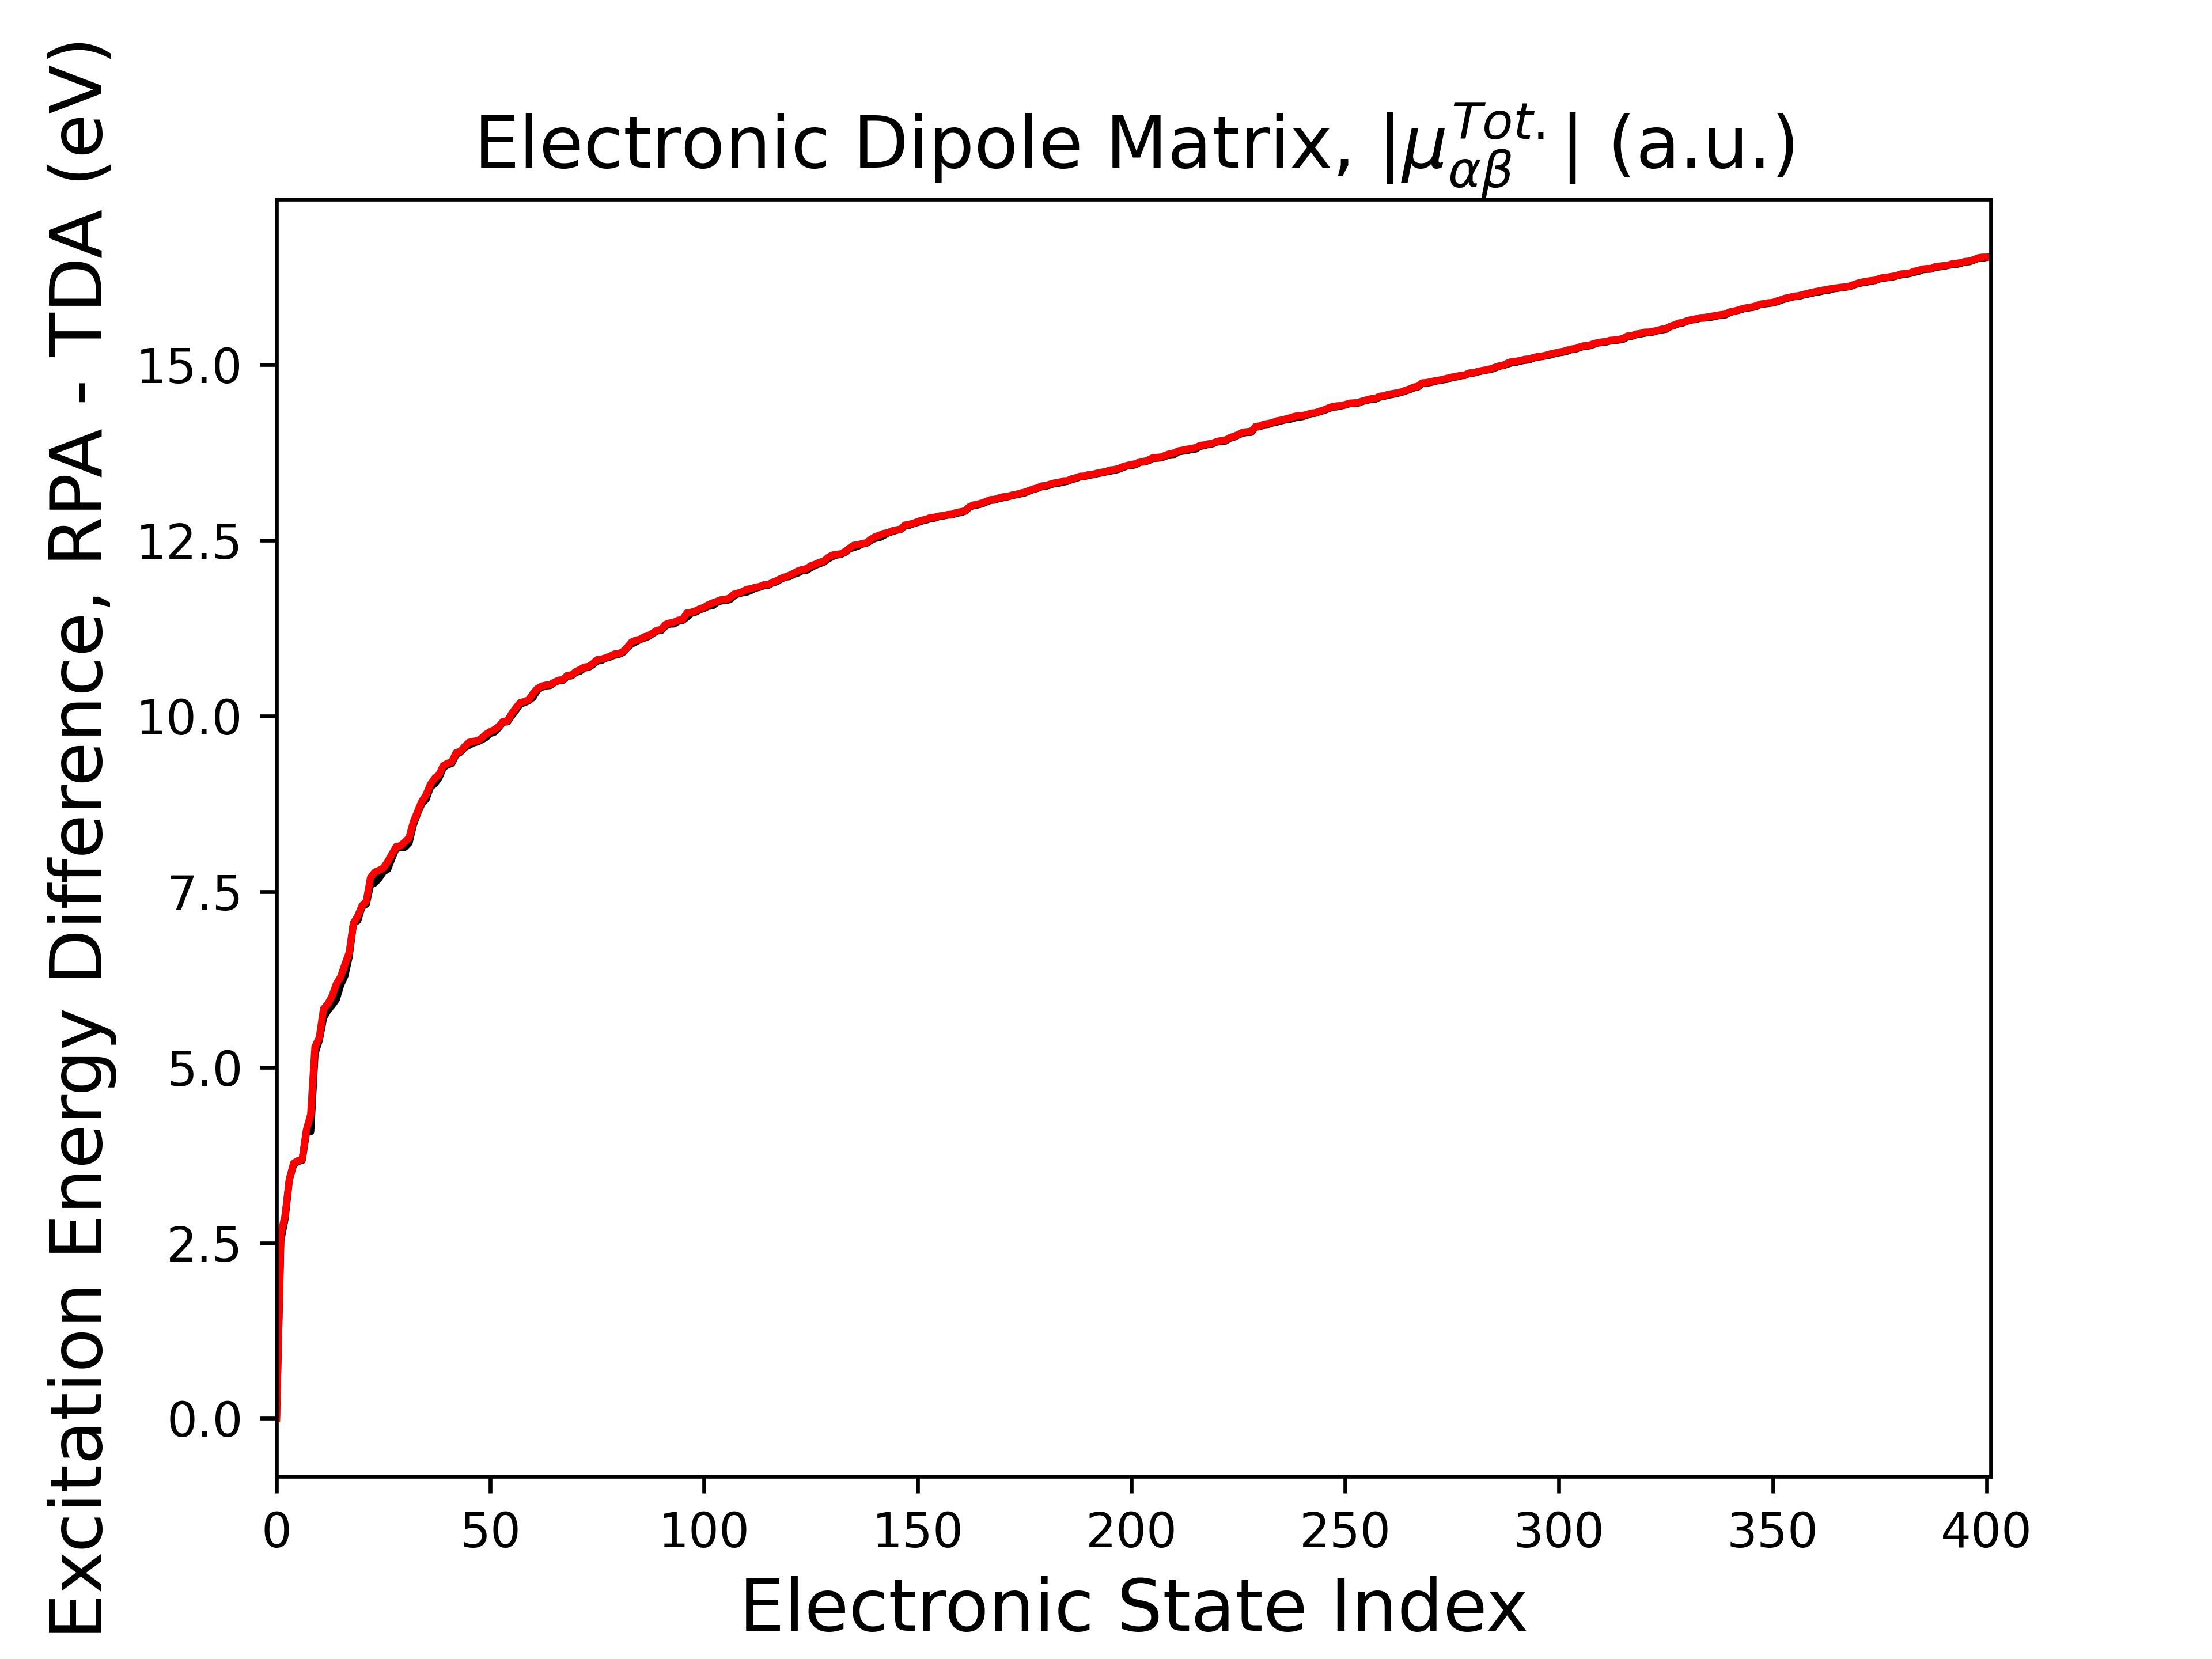 Electronic Dipole Matrix, |μ^{Tot.}_{αβ}| (a.u.)
Excitation Energy Difference, RPA - TDA (eV)
15.0
12.5
10.0
7.5
5.0
2.5
0.0
0 50 100 150 200 250 300 350 400
Electronic State Index